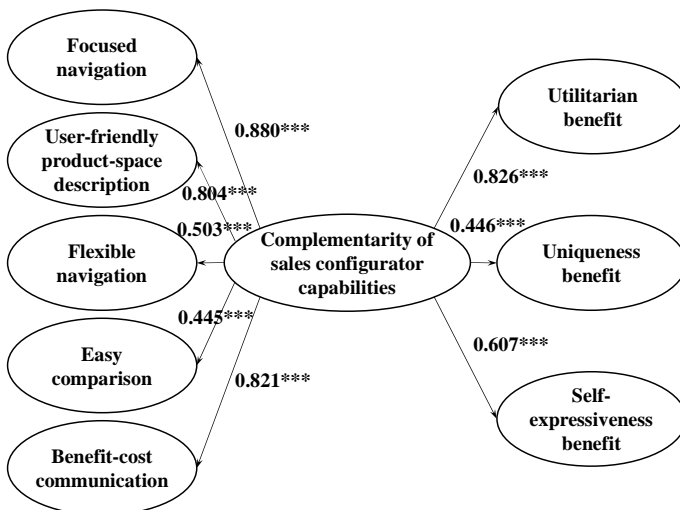 Focused
navigation
User-friendly
product-space
description
Flexible
navigation
Easy
comparison
Benefit-cost
communication
0.880***
0.804***
0.503***
0.445***
0.821***
Complementarity of
sales configurator
capabilities
0.826***
0.446***
0.607***
Utilitarian
benefit
Uniqueness
benefit
Self-
expressiveness
benefit